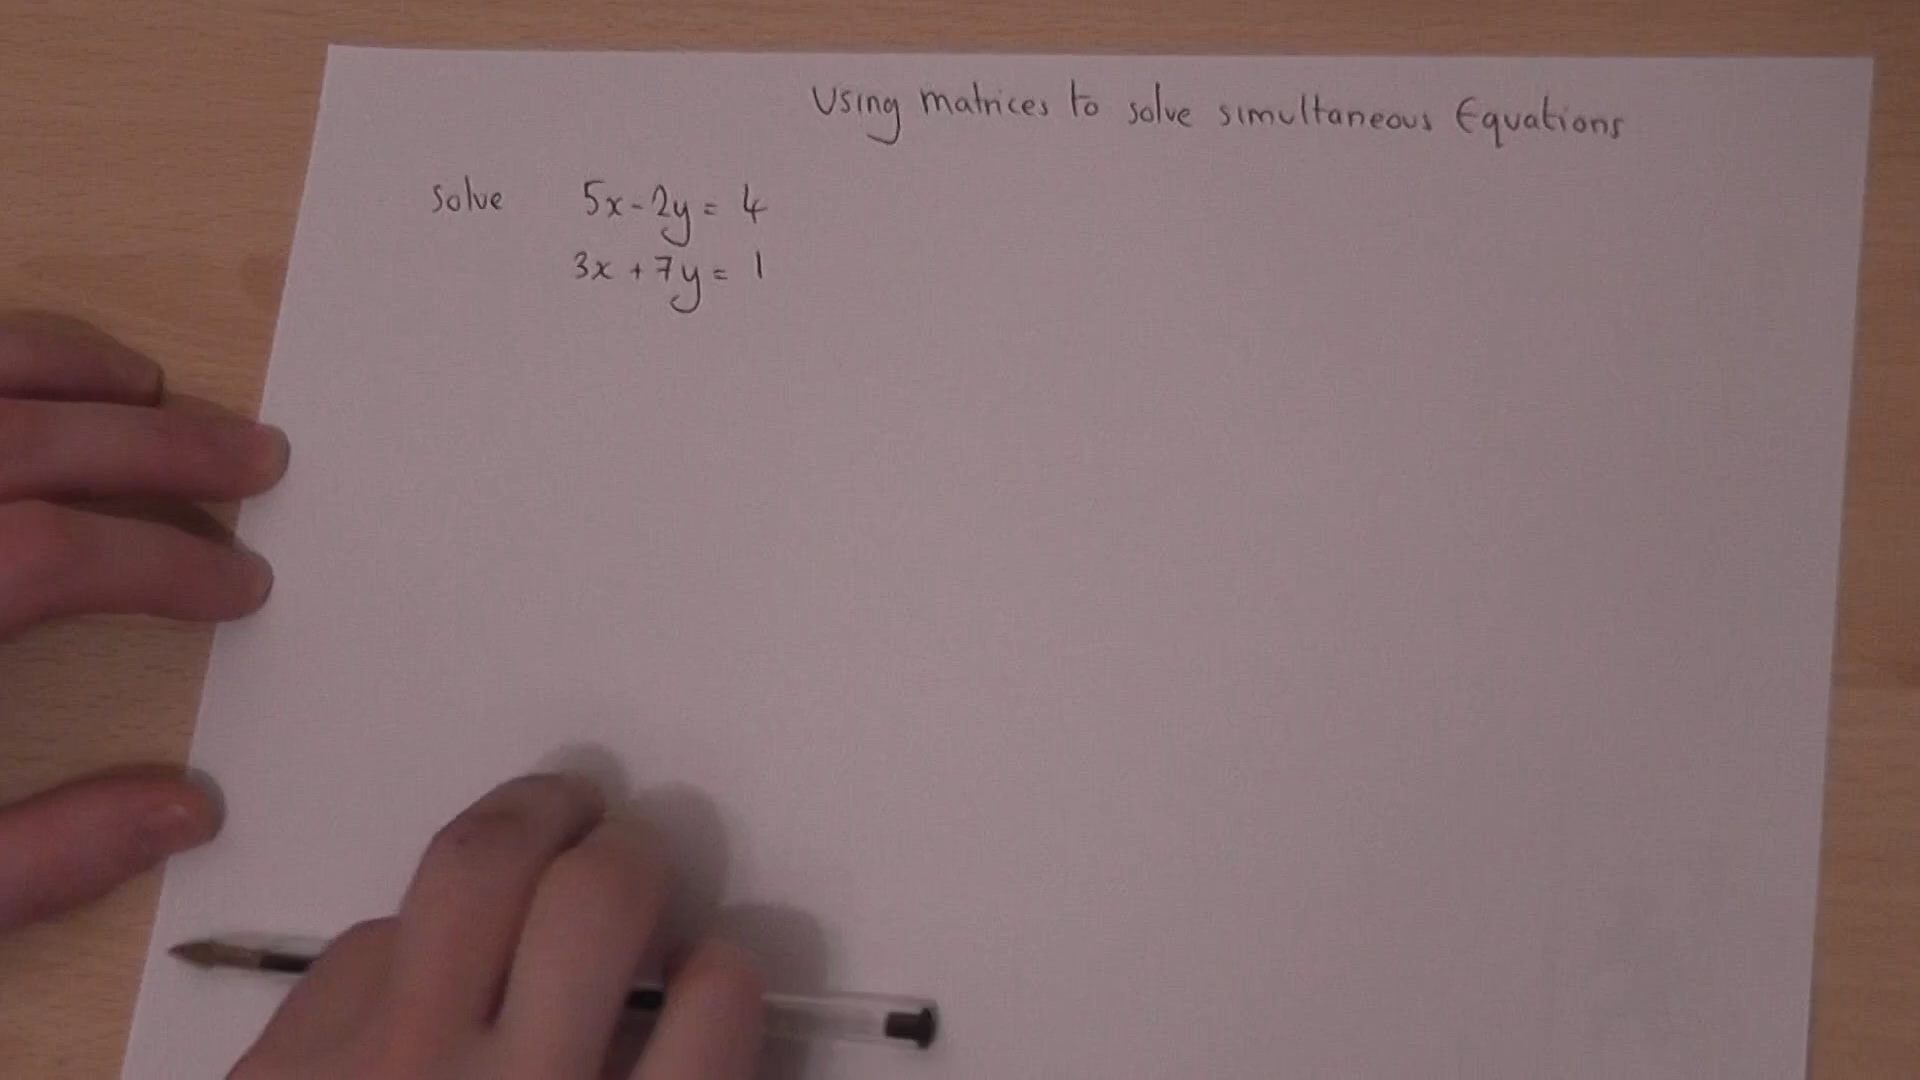 Using matrices to solve simultaneous Equations
Solve 5x - 2y = 4
3x + 7y = 1